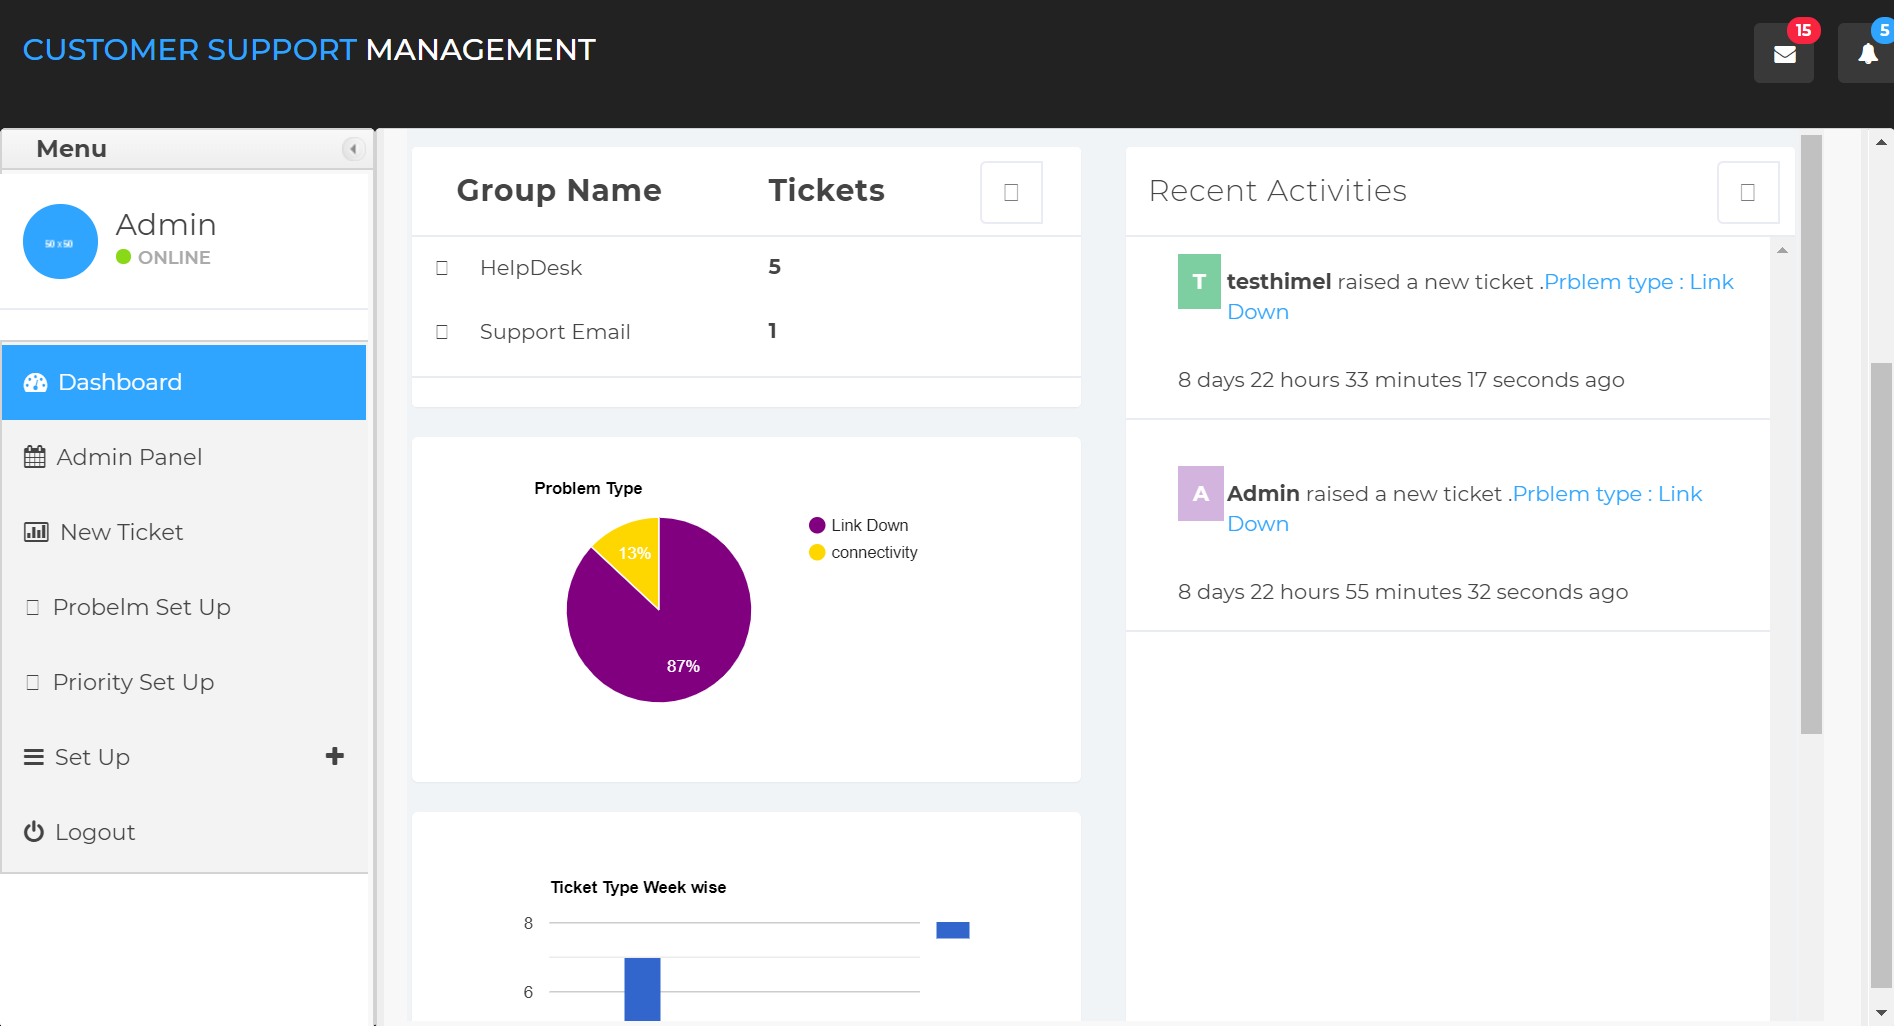 CUSTOMER SUPPORT MANAGEMENT
15
5
Menu
50 x 50
Admin
ONLINE
Dashboard
Admin Panel
New Ticket
Probelm Set Up
Priority Set Up
Set Up
Logout
Group Name Tickets
HelpDesk 5
Support Email 1
Problem Type
13%
87%
Link Down
connectivity
Ticket Type Week wise
8
6
Recent Activities
T testhimel raised a new ticket .Prblem type : Link
Down
8 days 22 hours 33 minutes 17 seconds ago
A Admin raised a new ticket .Prblem type : Link
Down
8 days 22 hours 55 minutes 32 seconds ago